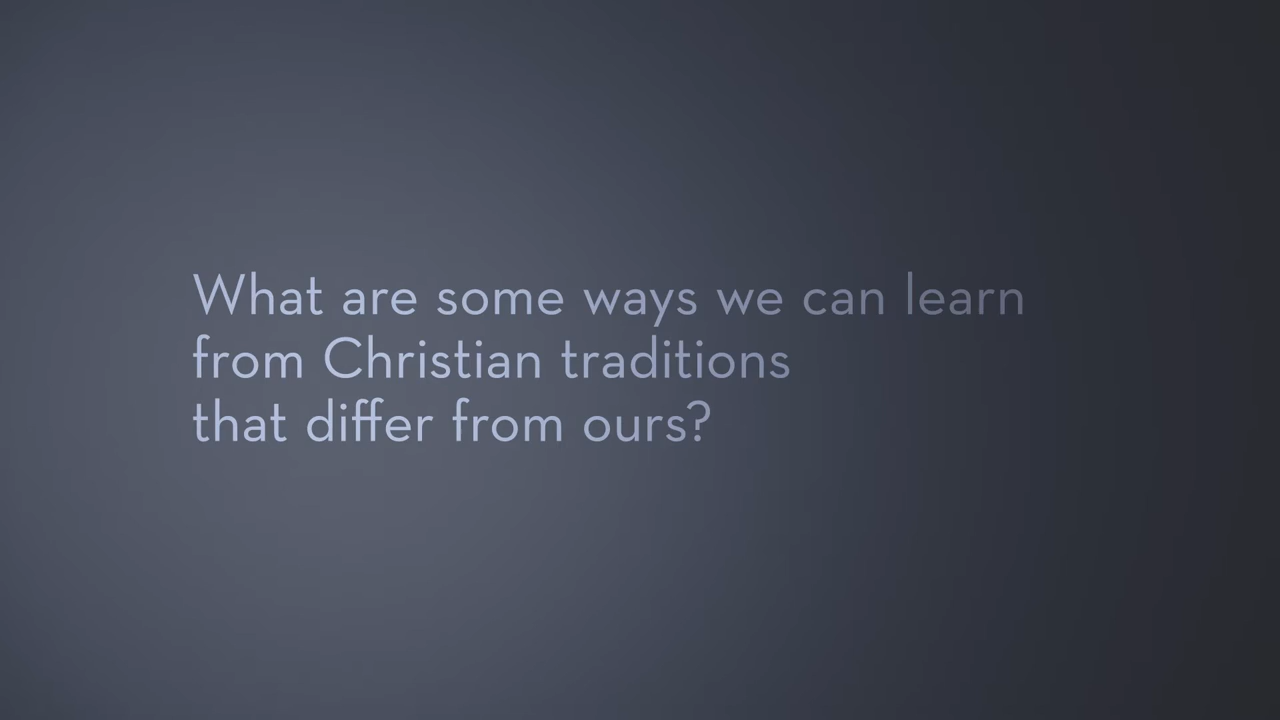 What are some ways we can learn
from Christian traditions
that differ from ours?